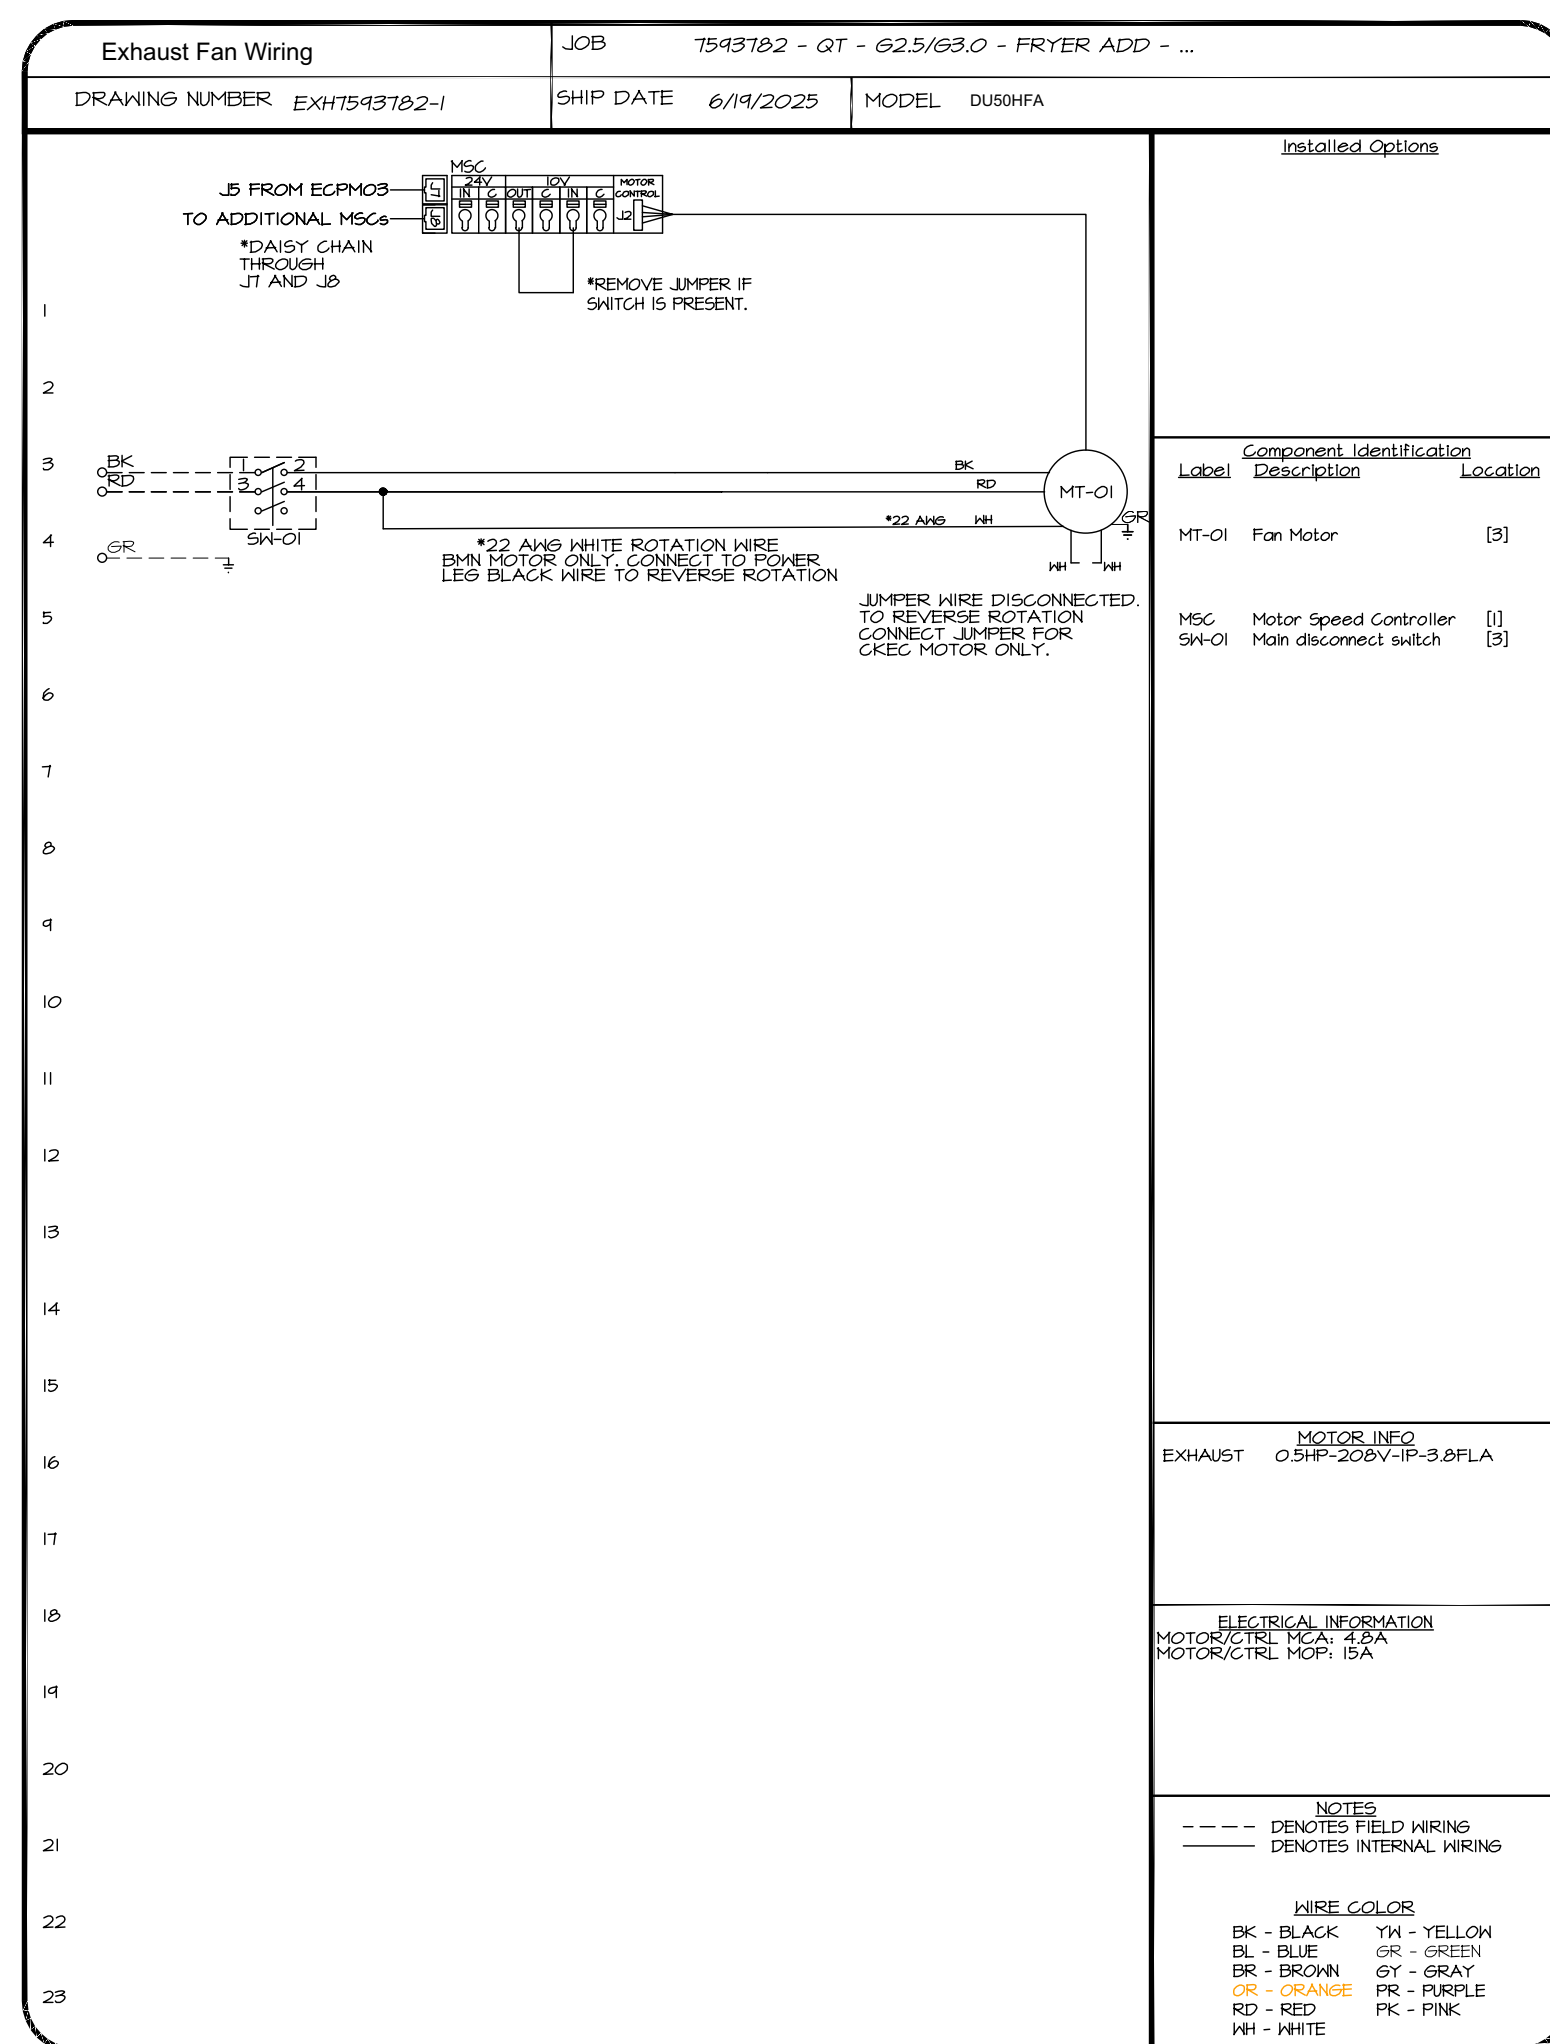 Exhaust Fan Wiring
JOB 7593782 - QT - G2.5/G3.0 - FRYER ADD - ...
DRAWING NUMBER EXH7593782-1
SHIP DATE 6/19/2025
MODEL DU50HFA
MSC
J5 FROM ECPM03
TO ADDITIONAL MSCs
*DAISY CHAIN
THROUGH
J7 AND J8
J7
J8
24V 10V MOTOR
IN C OUT C IN C CONTROL
J2
*REMOVE JUMPER IF
SWITCH IS PRESENT.
1
2
3
4
5
6
7
8
9
10
11
12
13
14
15
16
17
18
19
20
21
22
23
BK
RD
1 2
3 4
SW-01
GR
BK
RD
*22 AWG WH
MT-01
GR
WH WH
*22 AWG WHITE ROTATION WIRE
BMN MOTOR ONLY. CONNECT TO POWER
LEG BLACK WIRE TO REVERSE ROTATION
JUMPER WIRE DISCONNECTED.
TO REVERSE ROTATION
CONNECT JUMPER FOR
CKEC MOTOR ONLY.
Installed Options
Component Identification
Label Description Location
MT-01 Fan Motor [3]
MSC Motor Speed Controller [1]
SW-01 Main disconnect switch [3]
MOTOR INFO
EXHAUST 0.5HP-208V-1P-3.8FLA
ELECTRICAL INFORMATION
MOTOR/CTRL MCA: 4.8A
MOTOR/CTRL MOP: 15A
NOTES
DENOTES FIELD WIRING
DENOTES INTERNAL WIRING
WIRE COLOR
BK - BLACK YW - YELLOW
BL - BLUE GR - GREEN
BR - BROWN GY - GRAY
OR - ORANGE PR - PURPLE
RD - RED PK - PINK
WH - WHITE